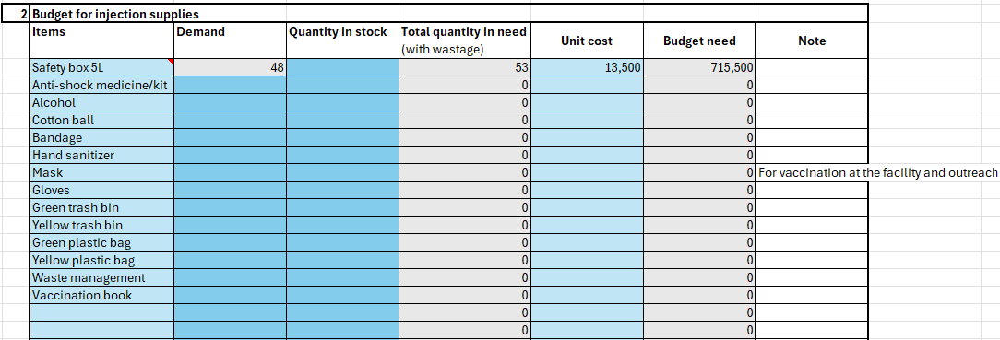 2 Budget for injection supplies
Items Demand Quantity in stock Total quantity in need Unit cost Budget need Note
(with wastage)
Safety box 5L 48 53 13,500 715,500
Anti-shock medicine/kit 0 0
Alcohol 0 0
Cotton ball 0 0
Bandage 0 0
Hand sanitizer 0 0
Mask 0 0 For vaccination at the facility and outreach
Gloves 0 0
Green trash bin 0 0
Yellow trash bin 0 0
Green plastic bag 0 0
Yellow plastic bag 0 0
Waste management 0 0
Vaccination book 0 0
0 0
0 0